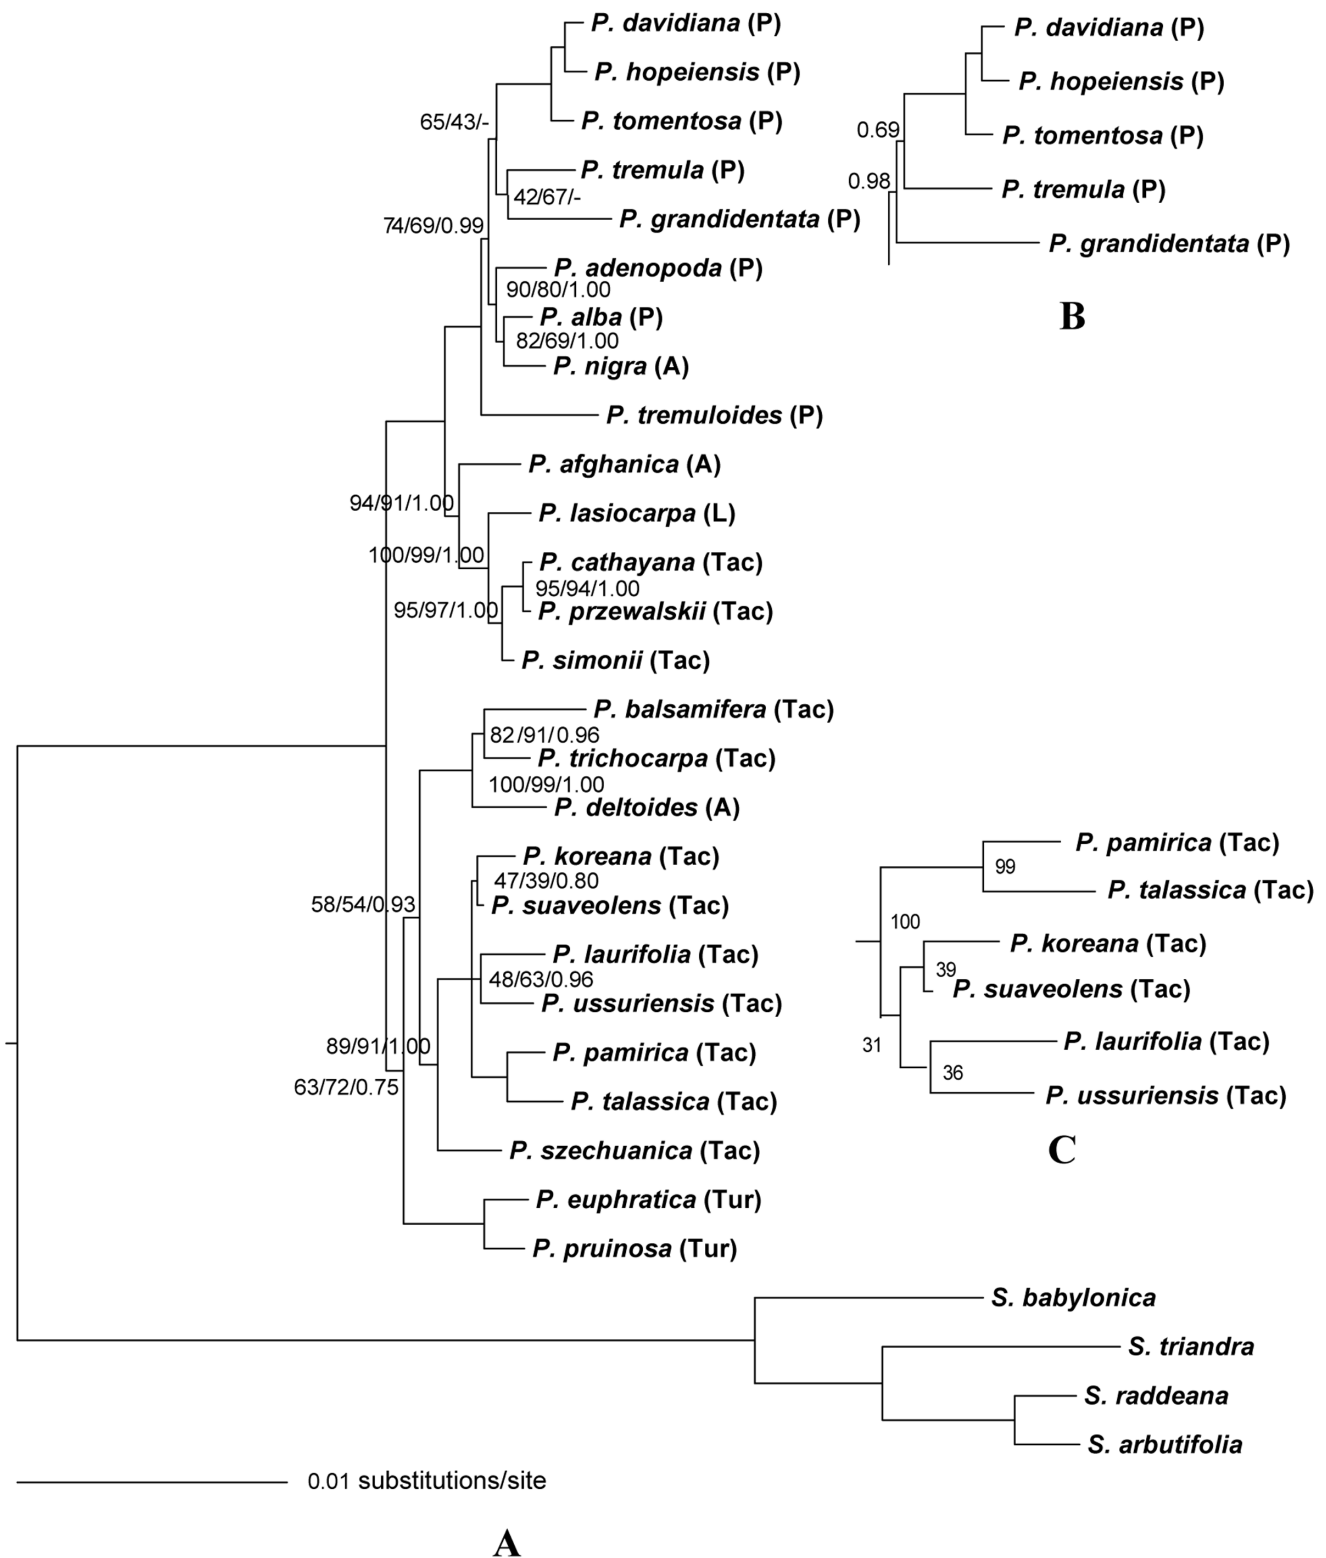 P. davidiana (P)
P. hopeiensis (P)
65/43/-
P. tomentosa (P)
P. tremula (P)
42/67/-
P. grandidentata (P)
74/69/0.99
P. adenopoda (P)
90/80/1.00
P. alba (P)
82/69/1.00
P. nigra (A)
P. tremuloides (P)
P. afghanica (A)
94/91/1.00
P. lasiocarpa (L)
100/99/1.00
P. cathayana (Tac)
95/94/1.00
95/97/1.00
P. przewalskii (Tac)
P. simonii (Tac)
P. balsamifera (Tac)
82/91/0.96
P. trichocarpa (Tac)
100/99/1.00
P. deltoides (A)
P. koreana (Tac)
47/39/0.80
58/54/0.93
P. suaveolens (Tac)
P. laurifolia (Tac)
48/63/0.96
P. ussuriensis (Tac)
89/91/1.00
P. pamirica (Tac)
63/72/0.75
P. talassica (Tac)
P. szechuanica (Tac)
P. euphratica (Tur)
P. pruinosa (Tur)
S. babylonica
S. triandra
S. raddeana
S. arbutifolia
0.01 substitutions/site
A
P. davidiana (P)
P. hopeiensis (P)
0.69
P. tomentosa (P)
0.98
P. tremula (P)
P. grandidentata (P)
B
P. pamirica (Tac)
99
P. talassica (Tac)
100
P. koreana (Tac)
39
P. suaveolens (Tac)
31
P. laurifolia (Tac)
36
P. ussuriensis (Tac)
C